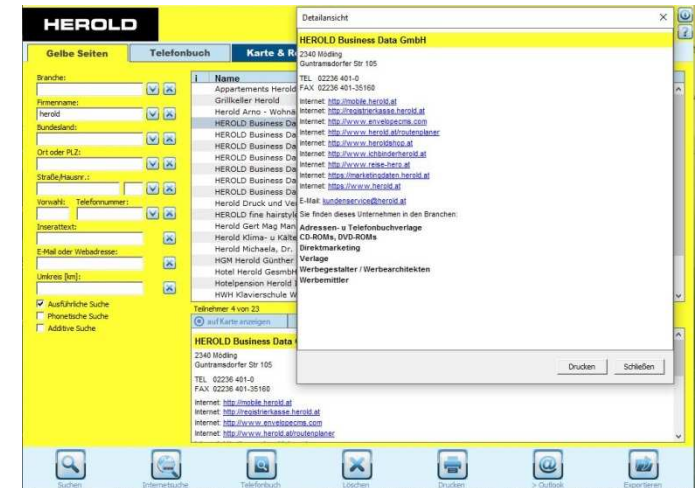 HEROLD
Gelbe Seiten
Telefonbuch
Karte & R
Branche:
Firmenname:
herold
Bundesland:
Ort oder PLZ:
Straße/Hausnr.:
Vorwahl: Telefonnummer:
Inserattext:
E-Mail oder Webadresse:
Umkreis [km]:
Ausführliche Suche
Phonetische Suche
Additive Suche
i Name
Appartements Herold
Grillkeller Herold
Herold Arno - Wohnä
HEROLD Business Da
HEROLD Business Da
HEROLD Business Da
HEROLD Business Da
HEROLD Business Da
HEROLD Business Da
Herold Druck und Ve
HEROLD fine hairstyl
Herold Gert Mag Man
Herold Klima- u Kälte
Herold Michaela, Dr.
HGM Herold Günther
Hotel Herold GesmbH
Hotelpension Herold
HWH Klavierschule W
Teilnehmer 4 von 23
auf Karte anzeigen
HEROLD Business Data
2340 Mödling
Guntramsdorfer Str 105
TEL 02236 401-0
FAX 02236 401-35160
Internet: http://mobile.herold.at
Internet: http://registrierkasse.herold.at
Internet: http://www.envelopecms.com
Internet: http://www.herold.at/routenplaner
Detailansicht
HEROLD Business Data GmbH
2340 Mödling
Guntramsdorfer Str 105
TEL 02236 401-0
FAX 02236 401-35160
Internet: http://mobile.herold.at
Internet: http://registrierkasse.herold.at
Internet: http://www.envelopecms.com
Internet: http://www.herold.at/routenplaner
Internet: http://www.heroldshop.at
Internet: http://www.ichbinderherold.at
Internet: http://www.reise-hero.at
Internet: https://marketingdaten.herold.at
Internet: https://www.herold.at
E-Mail: kundenservice@herold.at
Sie finden dieses Unternehmen in den Branchen:
Adressen- u Telefonbuchverlage
CD-ROMs, DVD-ROMs
Direktmarketing
Verlage
Werbegestalter / Werbearchitekten
Werbemittler
Drucken
Schließen
Suchen
Internetsuche
Telefonbuch
Löschen
Drucken
> Outlook
Exportieren